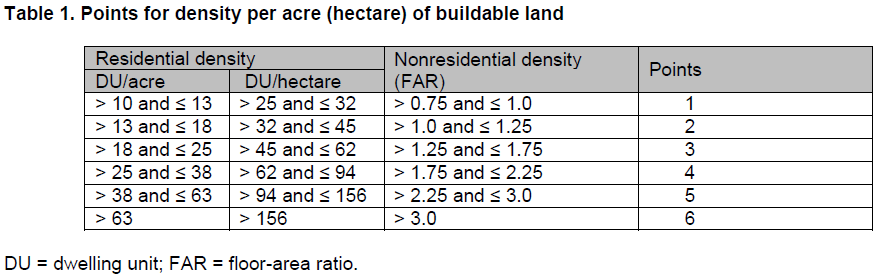 Table 1. Points for density per acre (hectare) of buildable land
Residential density Nonresidential density (FAR) Points
DU/acre DU/hectare
> 10 and ≤ 13 > 25 and ≤ 32 > 0.75 and ≤ 1.0 1
> 13 and ≤ 18 > 32 and ≤ 45 > 1.0 and ≤ 1.25 2
> 18 and ≤ 25 > 45 and ≤ 62 > 1.25 and ≤ 1.75 3
> 25 and ≤ 38 > 62 and ≤ 94 > 1.75 and ≤ 2.25 4
> 38 and ≤ 63 > 94 and ≤ 156 > 2.25 and ≤ 3.0 5
> 63 > 156 > 3.0 6
DU = dwelling unit; FAR = floor-area ratio.